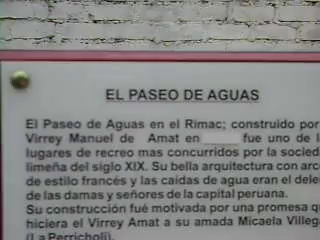 EL PASEO DE AGUAS
El Paseo de Aguas en el Rimac; construido por
Virrey Manuel de Amat en ______ fue uno de l
lugares de recreo mas concurridos por la socied
limeña del siglo XIX. Su bella arquitectura con arc
de estilo francés y las caídas de agua eran el dele
de las damas y señores de la capital peruana.
Su construcción fué motivada por una promesa q
hiciera el Virrey Amat a su amada Micaela Villeg
(La Perricholi).